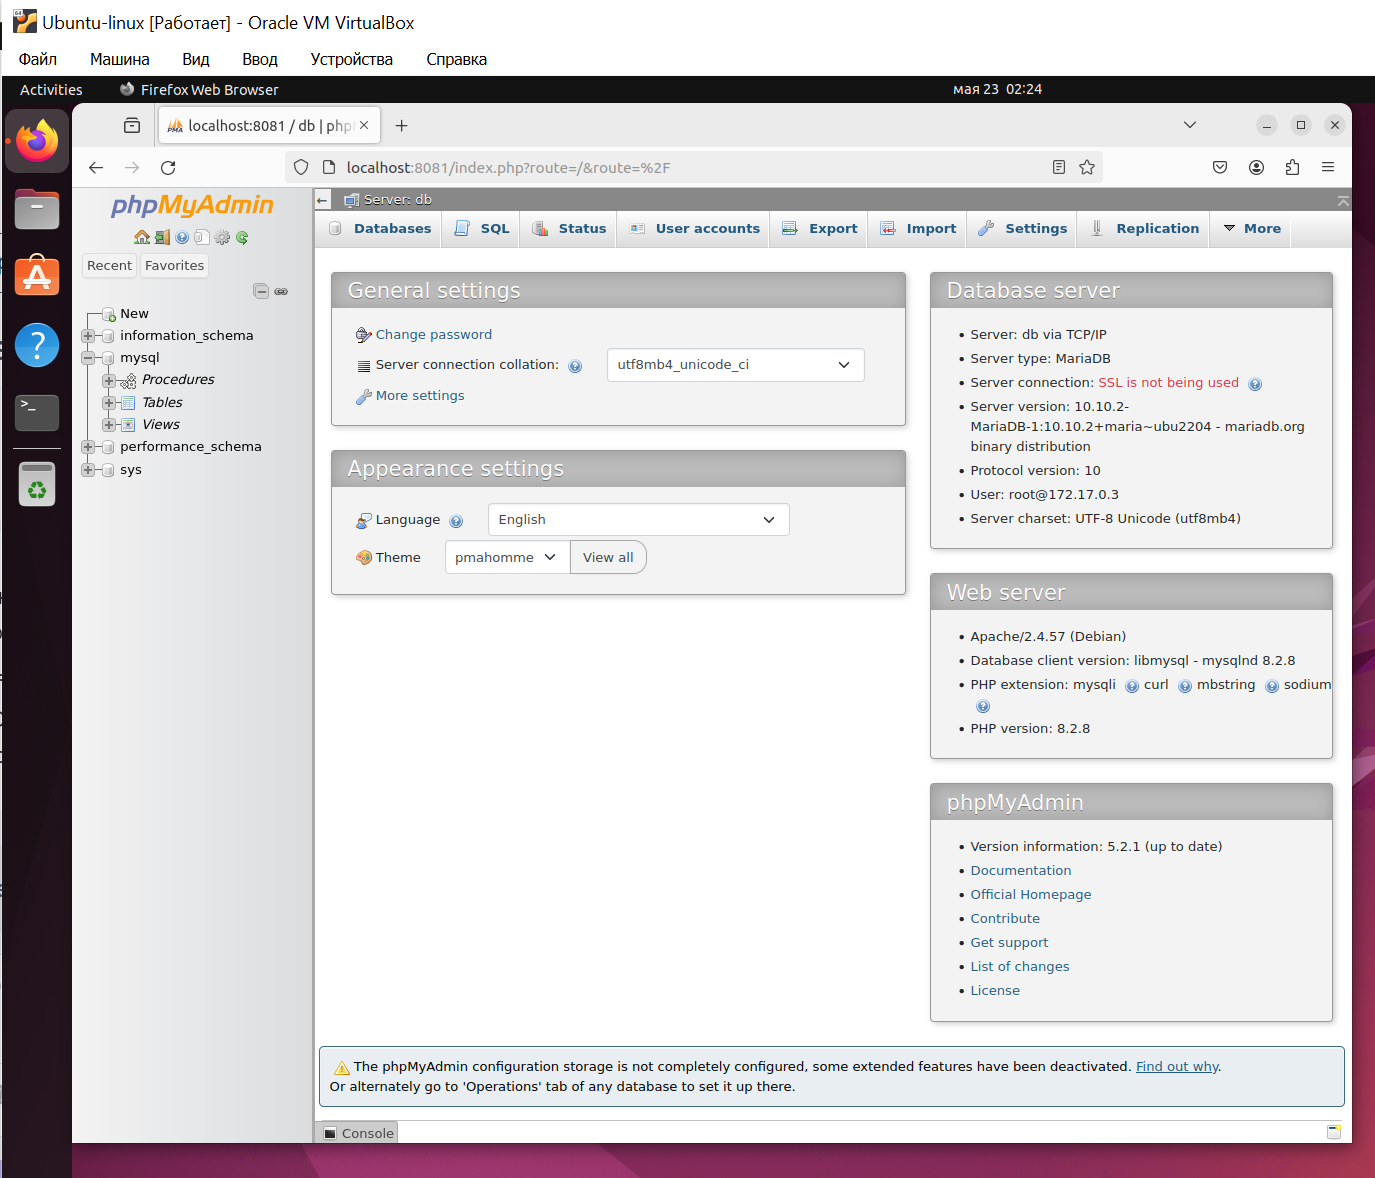 Ubuntu-linux [Работает] - Oracle VM VirtualBox
Файл Машина Вид Ввод Устройства Справка
Activities Firefox Web Browser мая 23 02:24
localhost:8081 / db | phpM
localhost:8081/index.php?route=/&route=%2F
phpMyAdmin
Recent Favorites
New
information_schema
mysql
Procedures
Tables
Views
performance_schema
sys
Server: db
Databases SQL Status User accounts Export Import Settings Replication More
General settings
Change password
Server connection collation: utf8mb4_unicode_ci
More settings
Appearance settings
Language English
Theme pmahomme View all
Database server
Server: db via TCP/IP
Server type: MariaDB
Server connection: SSL is not being used
Server version: 10.10.2-
MariaDB-1:10.10.2+maria~ubu2204 - mariadb.org
binary distribution
Protocol version: 10
User: root@172.17.0.3
Server charset: UTF-8 Unicode (utf8mb4)
Web server
Apache/2.4.57 (Debian)
Database client version: libmysql - mysqlnd 8.2.8
PHP extension: mysqli curl mbstring sodium
PHP version: 8.2.8
phpMyAdmin
Version information: 5.2.1 (up to date)
Documentation
Official Homepage
Contribute
Get support
List of changes
License
The phpMyAdmin configuration storage is not completely configured, some extended features have been deactivated. Find out why.
Or alternately go to 'Operations' tab of any database to set it up there.
Console